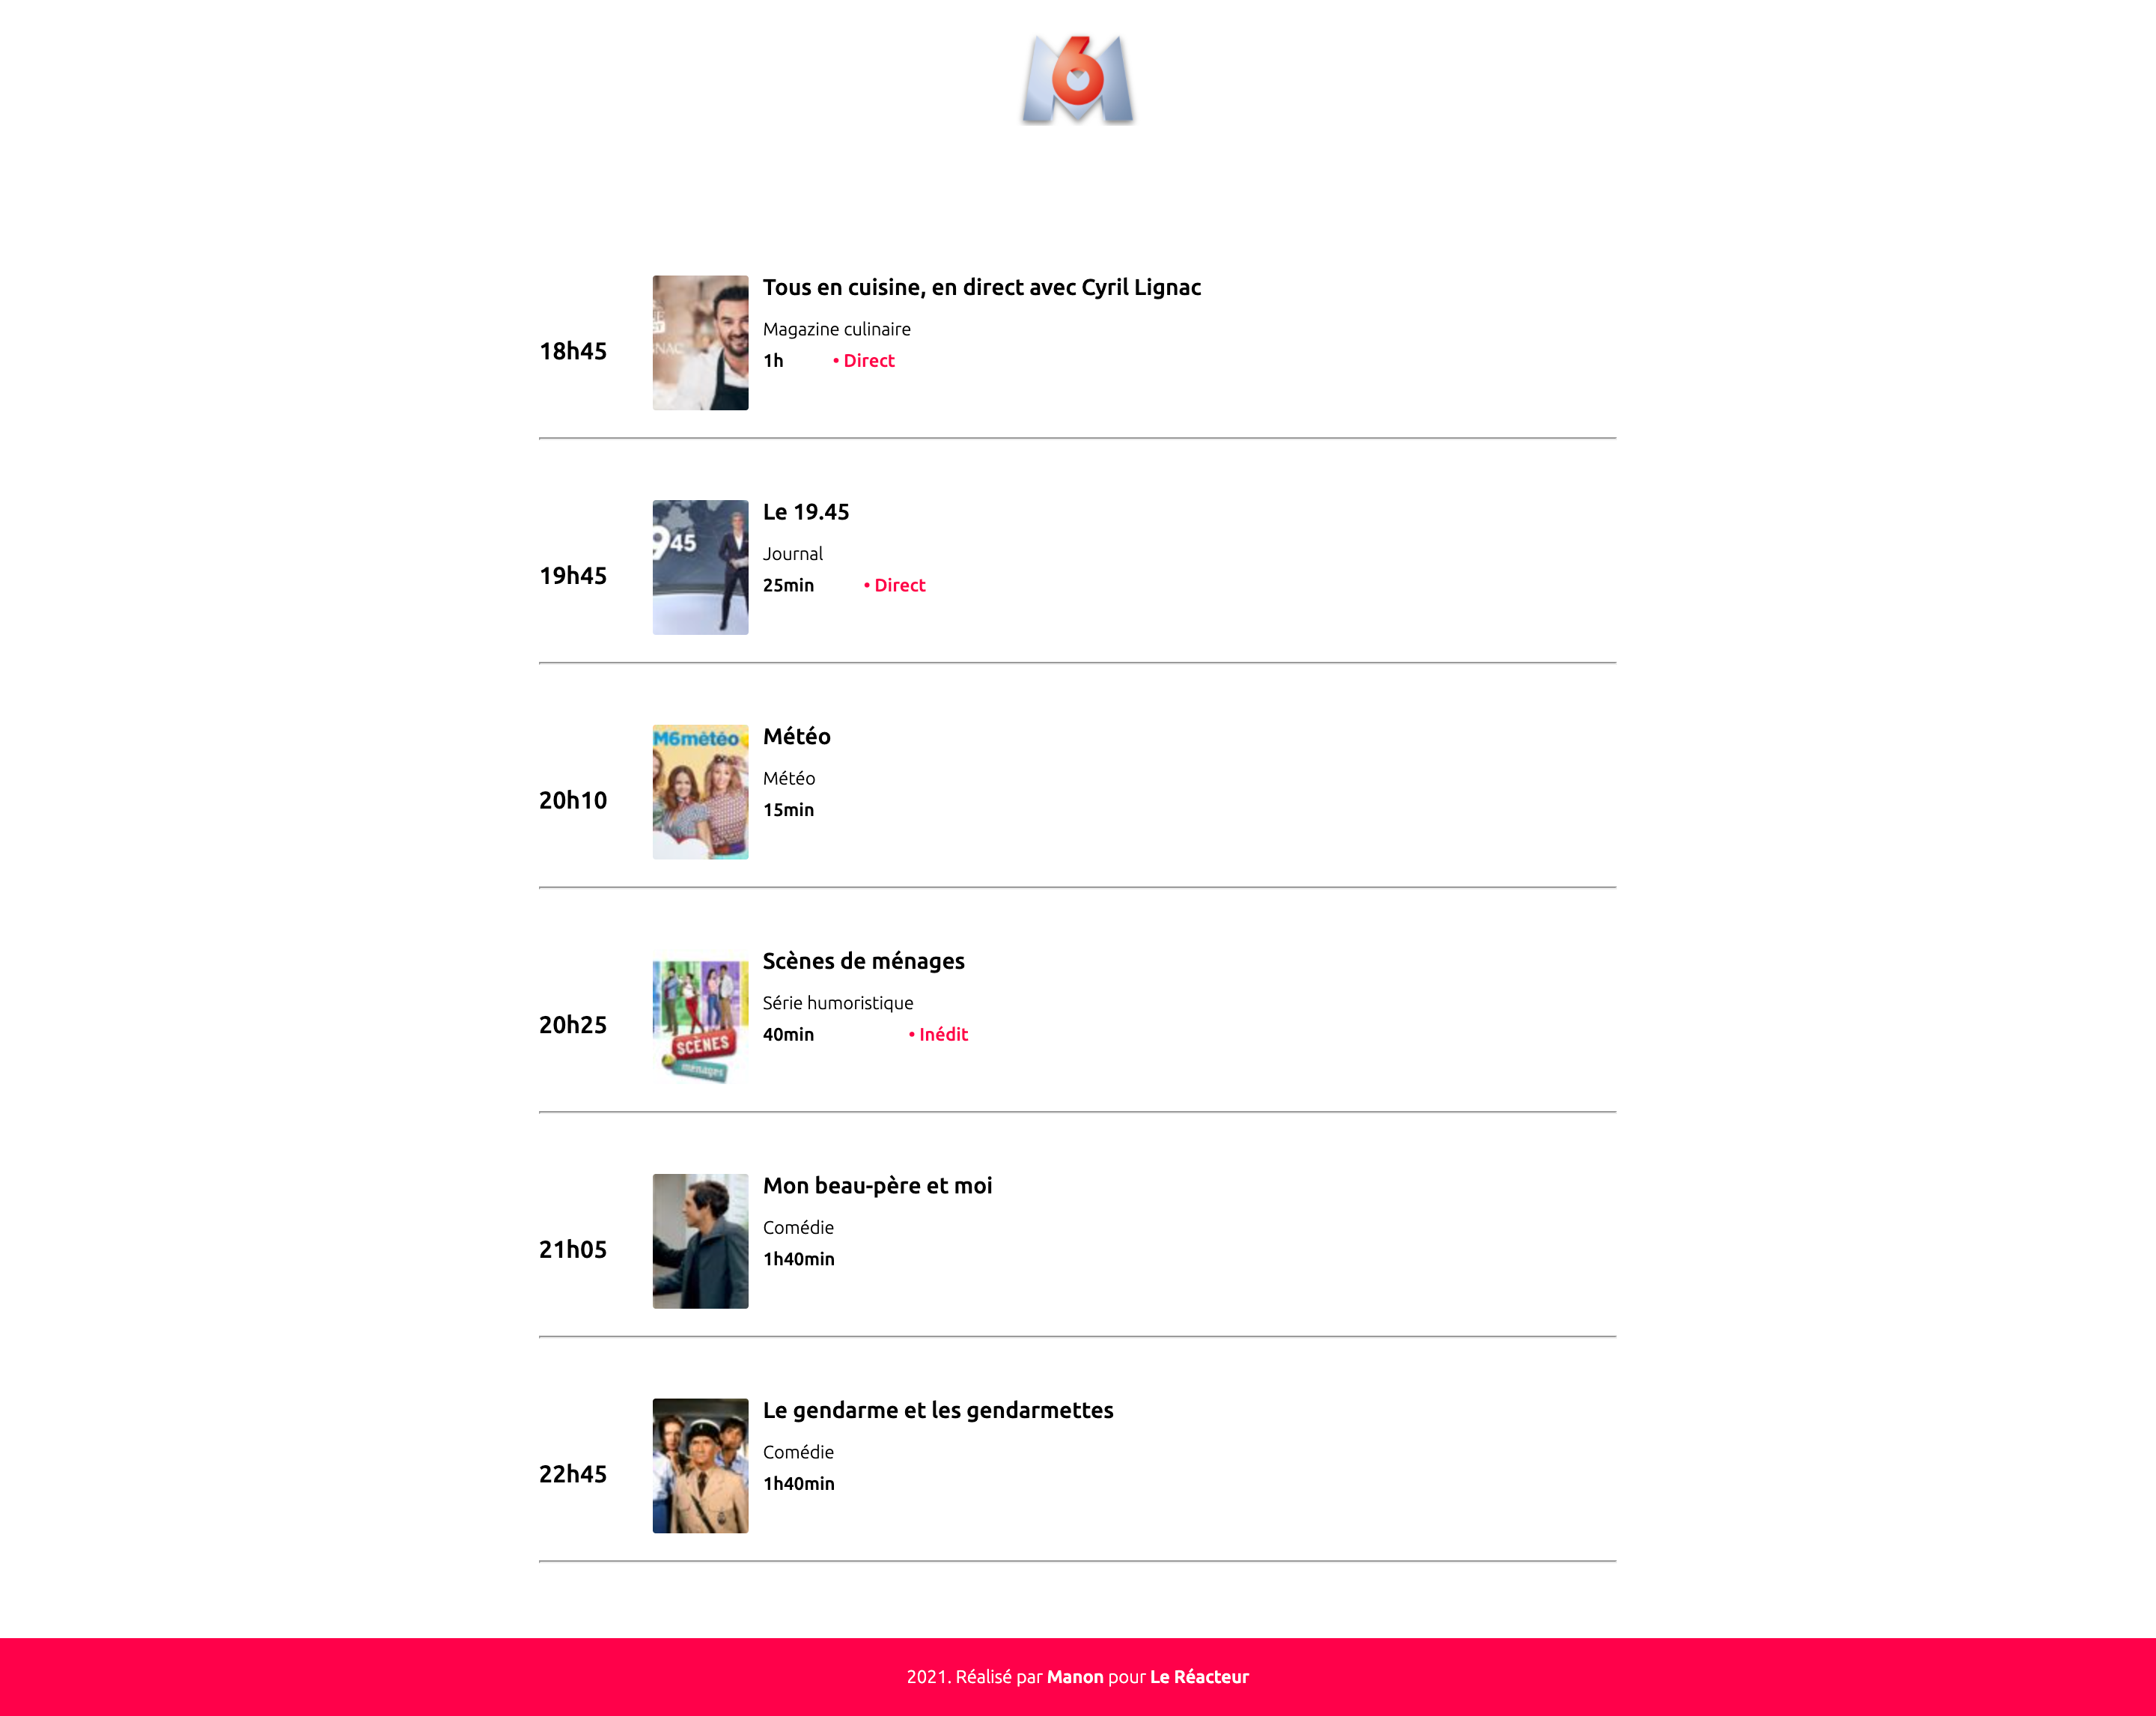 M6
Tous en cuisine, en direct avec Cyril Lignac
Magazine culinaire
18h45
1h • Direct
Le 19.45
45
Journal
19h45
25min • Direct
Météo
M6météo
Météo
20h10
15min
Scènes de ménages
Série humoristique
20h25
40min • Inédit
SCÈNES
ménages
Mon beau-père et moi
Comédie
21h05
1h40min
Le gendarme et les gendarmettes
Comédie
22h45
1h40min
2021. Réalisé par Manon pour Le Réacteur